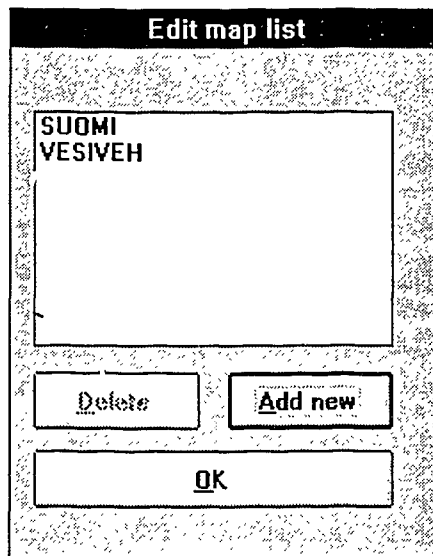 Edit map list
SUOMI
VESIVEH
Delete
Add new
OK